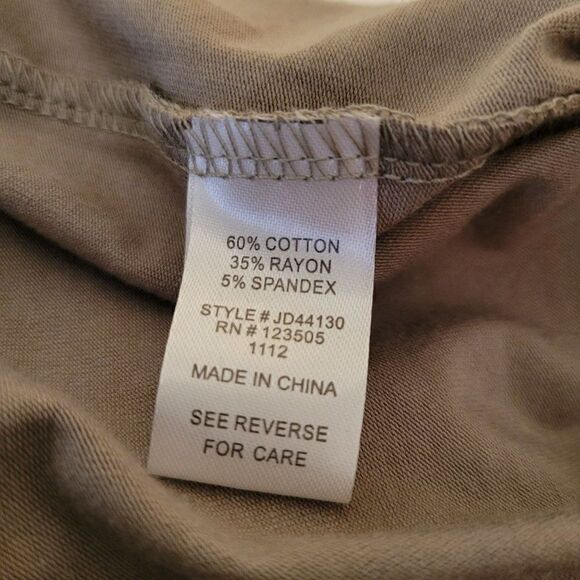 60% COTTON
35% RAYON
5% SPANDEX
STYLE # JD44130
RN # 123505
1112
MADE IN CHINA
SEE REVERSE
FOR CARE